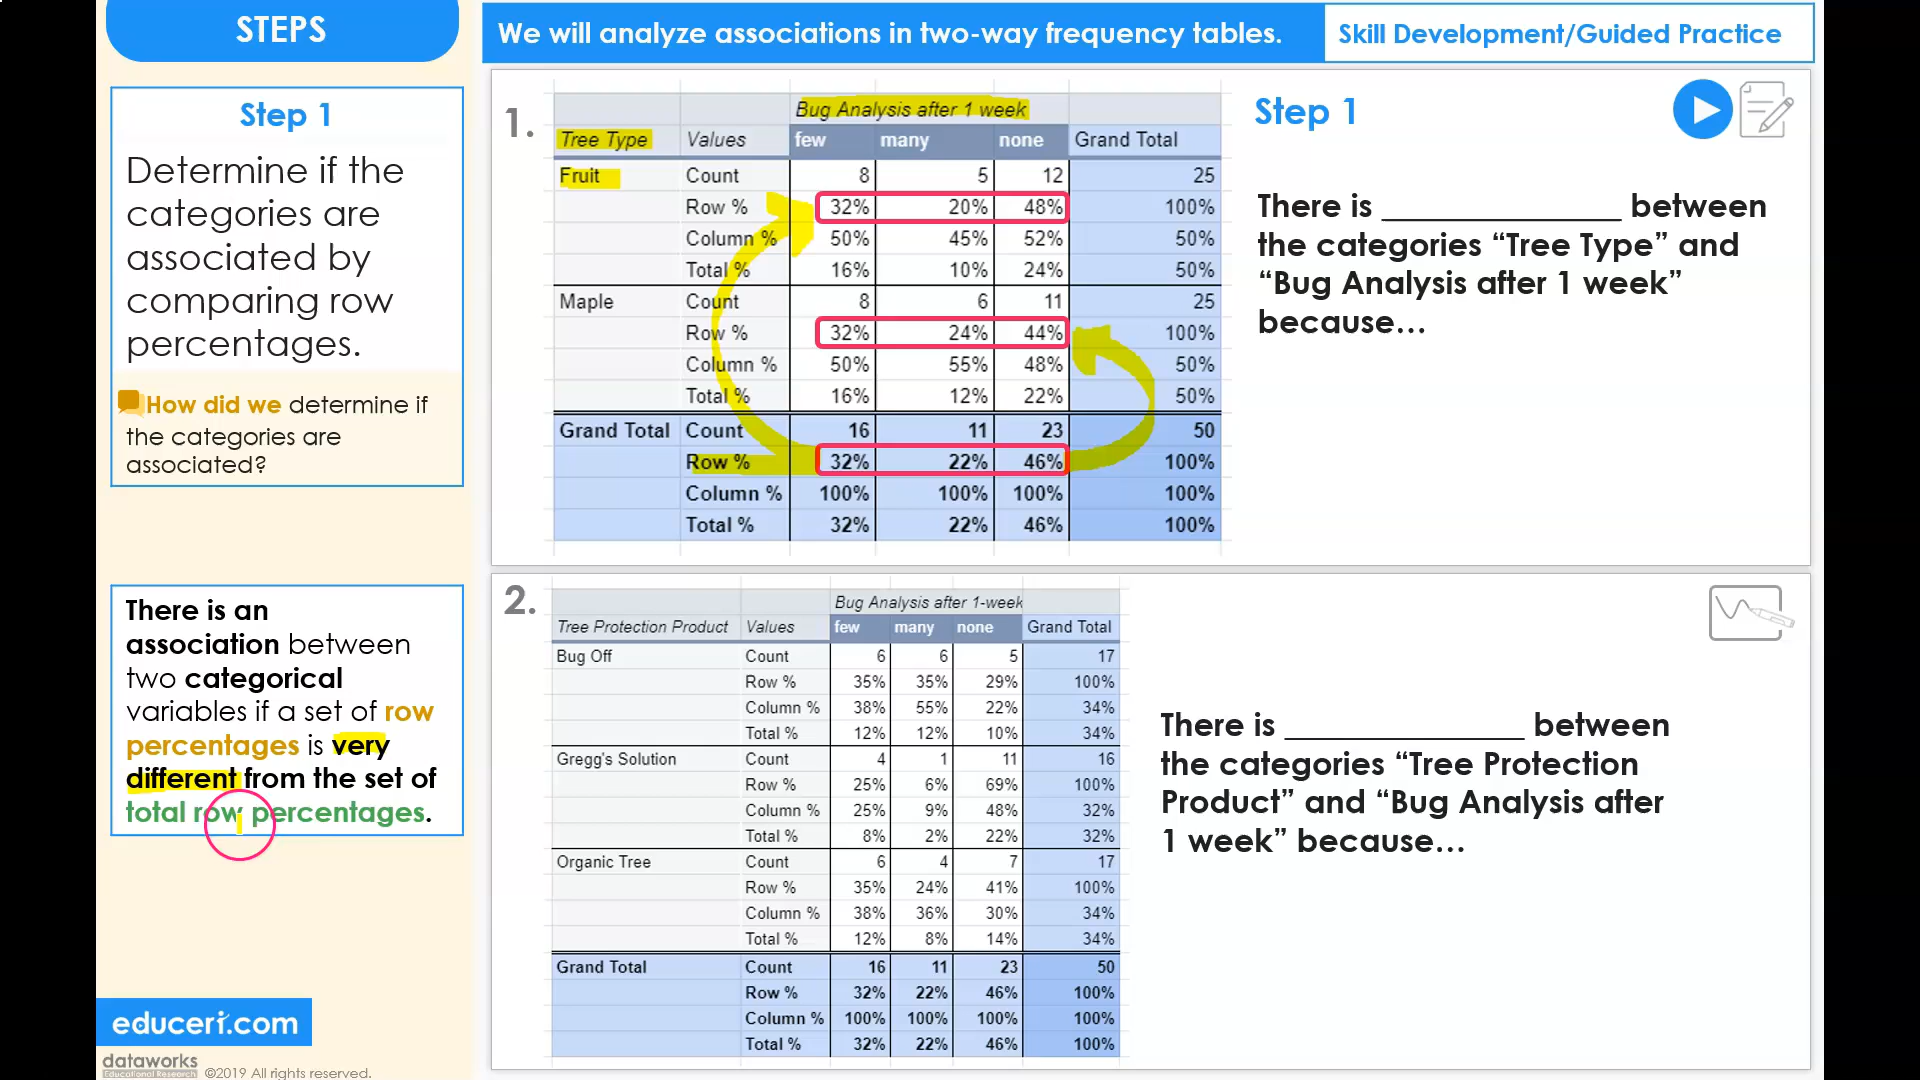 STEPS
We will analyze associations in two-way frequency tables.
Skill Development/Guided Practice
Step 1
Determine if the
categories are
associated by
comparing row
percentages.
How did we determine if
the categories are
associated?
There is an
association between
two categorical
variables if a set of row
percentages is very
different from the set of
total row percentages.
educeri.com
dataworks
Educational Research
©2019 All rights reserved.
1.
Bug Analysis after 1 week
Tree Type Values few many none Grand Total
Fruit Count 8 5 12 25
Row % 32% 20% 48% 100%
Column % 50% 45% 52% 50%
Total % 16% 10% 24% 50%
Maple Count 8 6 11 25
Row % 32% 24% 44% 100%
Column % 50% 55% 48% 50%
Total % 16% 12% 22% 50%
Grand Total Count 16 11 23 50
Row % 32% 22% 46% 100%
Column % 100% 100% 100% 100%
Total % 32% 22% 46% 100%
Step 1
There is _______________ between
the categories “Tree Type” and
“Bug Analysis after 1 week”
because…
2.
Bug Analysis after 1-week
Tree Protection Product Values few many none Grand Total
Bug Off Count 6 6 5 17
Row % 35% 35% 29% 100%
Column % 38% 55% 22% 34%
Total % 12% 12% 10% 34%
Gregg's Solution Count 4 1 11 16
Row % 25% 6% 69% 100%
Column % 25% 9% 48% 32%
Total % 8% 2% 22% 32%
Organic Tree Count 6 4 7 17
Row % 35% 24% 41% 100%
Column % 38% 36% 30% 34%
Total % 12% 8% 14% 34%
Grand Total Count 16 11 23 50
Row % 32% 22% 46% 100%
Column % 100% 100% 100% 100%
Total % 32% 22% 46% 100%
There is _______________ between
the categories “Tree Protection
Product” and “Bug Analysis after
1 week” because…